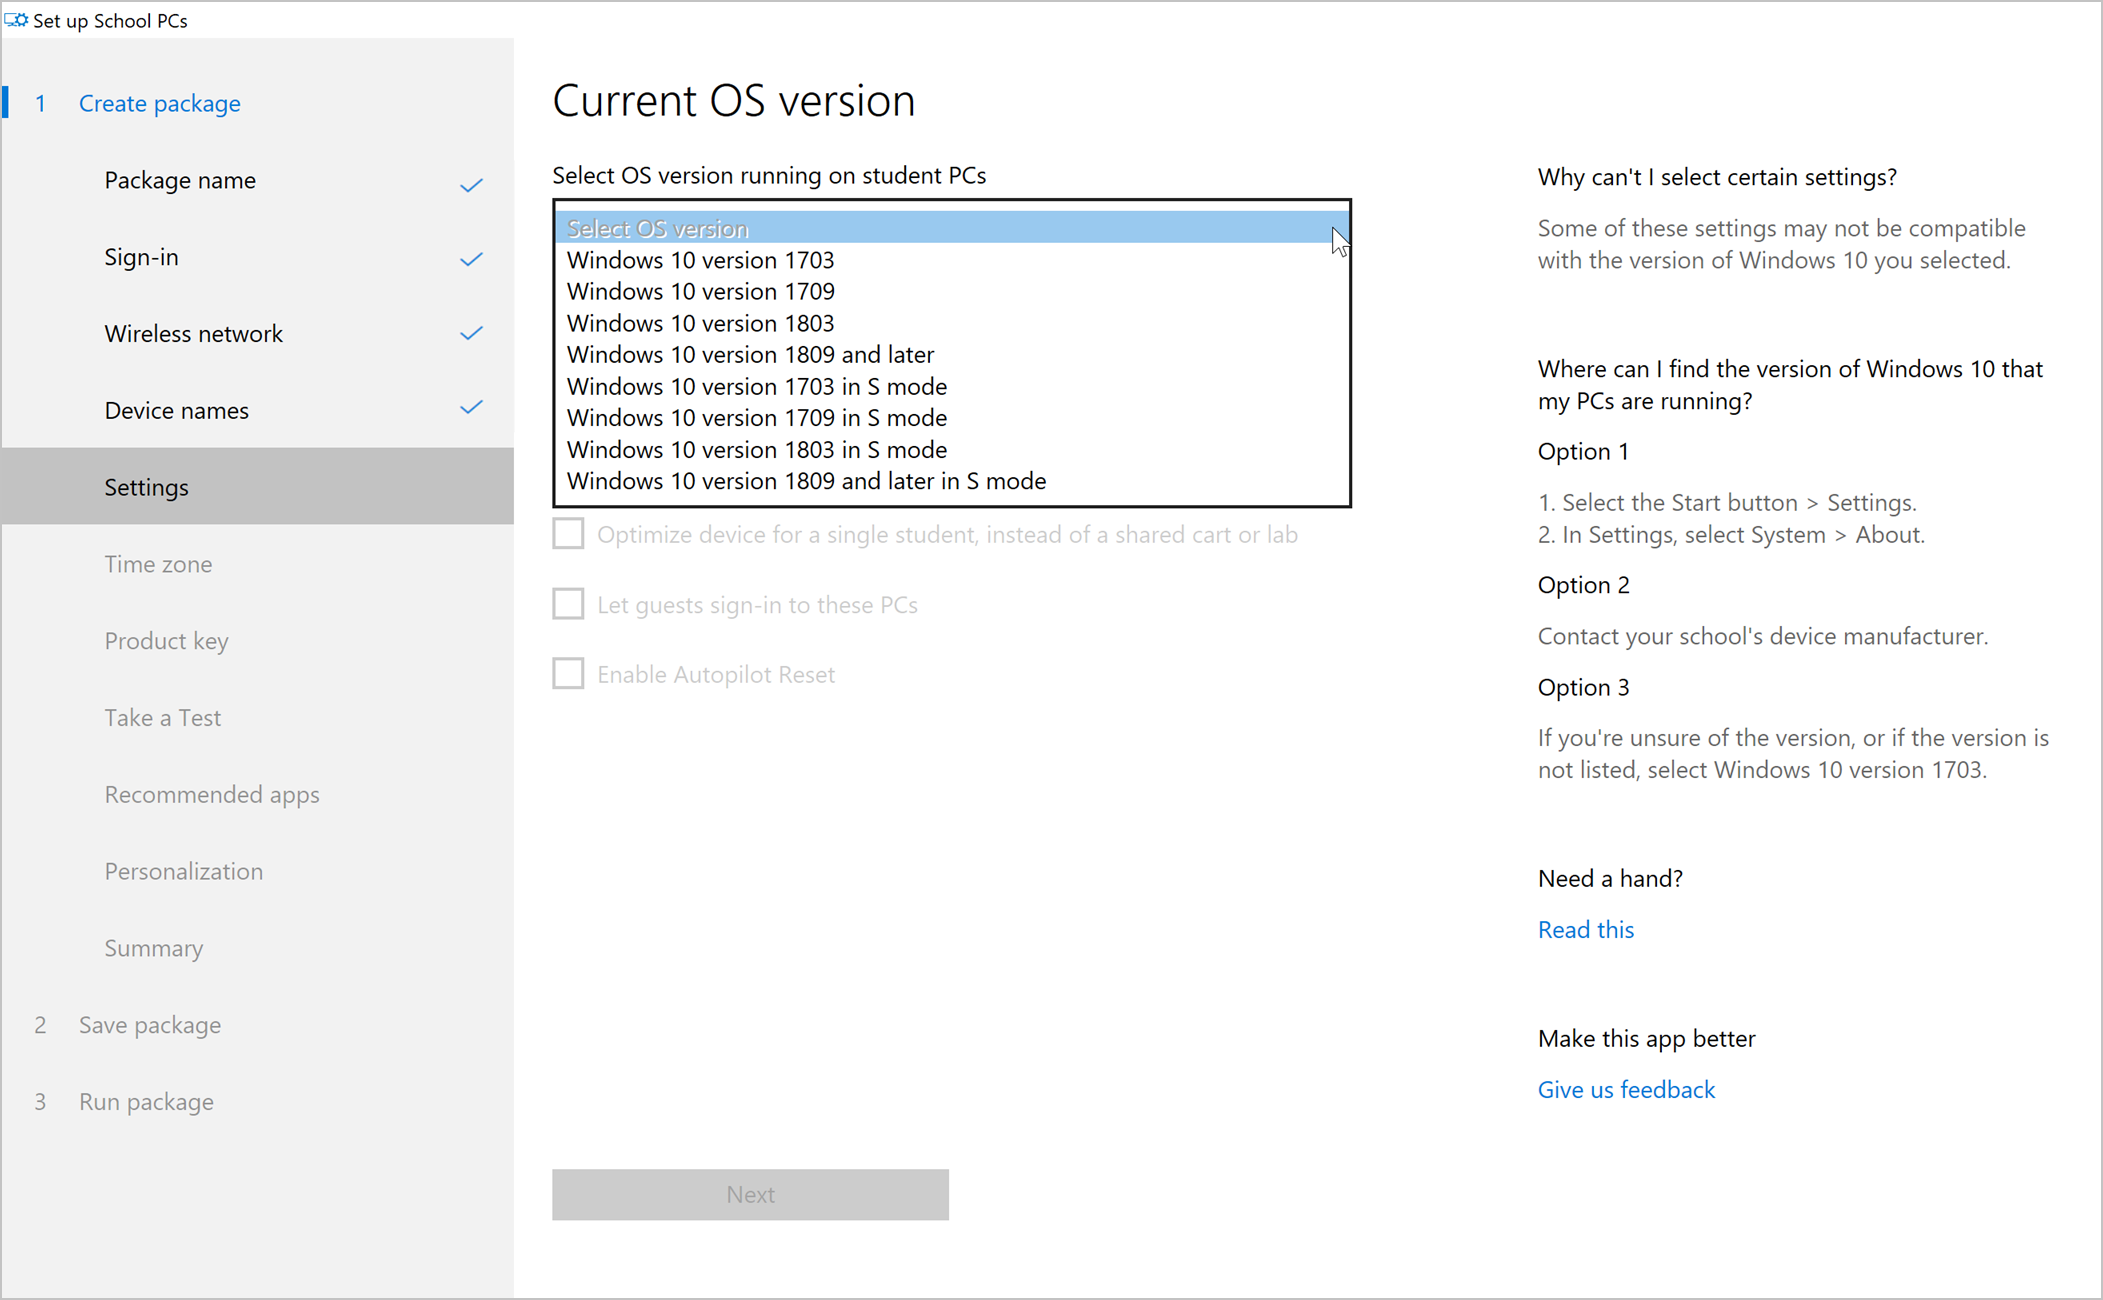 Set up School PCs
1 Create package
Package name
Sign-in
Wireless network
Device names
Settings
Time zone
Product key
Take a Test
Recommended apps
Personalization
Summary
2 Save package
3 Run package
Current OS version
Select OS version running on student PCs
Select OS version
Windows 10 version 1703
Windows 10 version 1709
Windows 10 version 1803
Windows 10 version 1809 and later
Windows 10 version 1703 in S mode
Windows 10 version 1709 in S mode
Windows 10 version 1803 in S mode
Windows 10 version 1809 and later in S mode
Optimize device for a single student, instead of a shared cart or lab
Let guests sign-in to these PCs
Enable Autopilot Reset
Next
Why can't I select certain settings?
Some of these settings may not be compatible
with the version of Windows 10 you selected.
Where can I find the version of Windows 10 that
my PCs are running?
Option 1
1. Select the Start button > Settings.
2. In Settings, select System > About.
Option 2
Contact your school's device manufacturer.
Option 3
If you're unsure of the version, or if the version is
not listed, select Windows 10 version 1703.
Need a hand?
Read this
Make this app better
Give us feedback